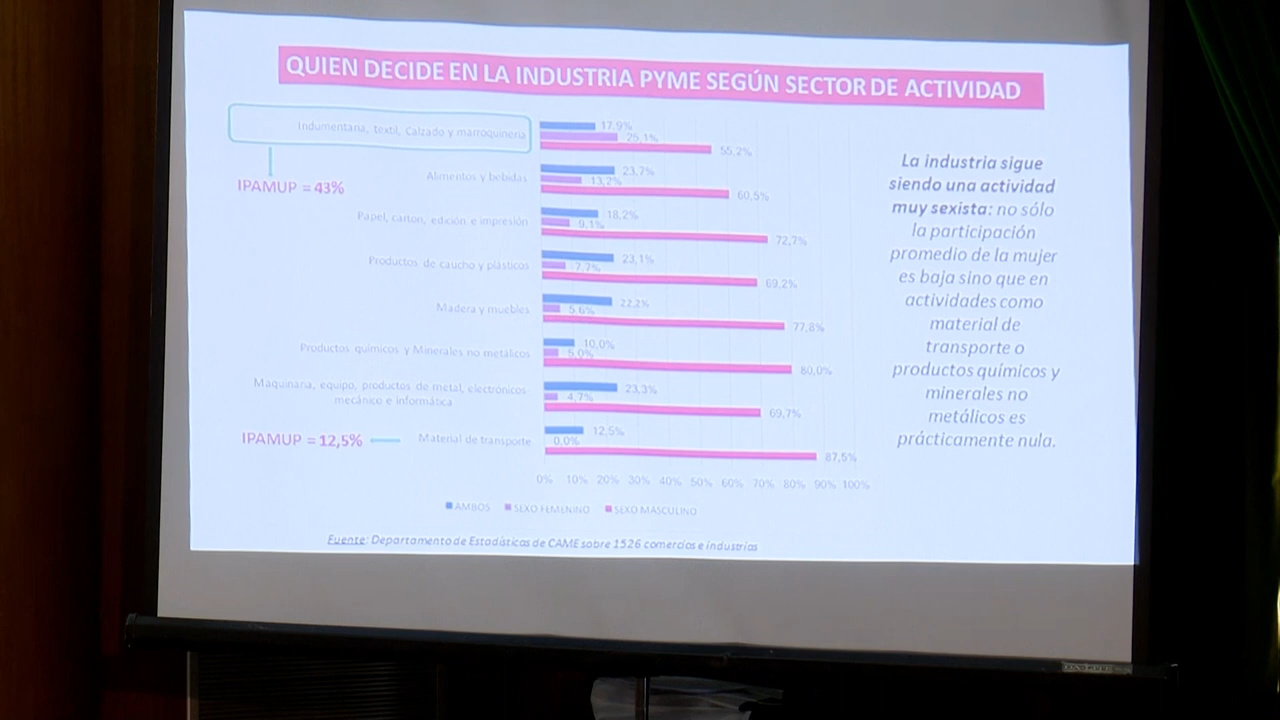 QUIEN DECIDE EN LA INDUSTRIA PYME SEGÚN SECTOR DE ACTIVIDAD
Indumentaria, textil, Calzado y marroquinería
17,9%
25,1%
55,2%
IPAMUP = 43%
Alimentos y bebidas
23,7%
13,2%
60,5%
Papel, carton, edición e impresión
18,2%
9,1%
72,7%
Productos de caucho y plásticos
23,1%
7,7%
69,2%
Madera y muebles
22,2%
5,6%
77,8%
Productos químicos y Minerales no metálicos
10,0%
5,0%
80,0%
Maquinaria, equipo, productos de metal, electrónicos-
mecánico e informática
23,3%
4,7%
69,7%
IPAMUP = 12,5%
Material de transporte
12,5%
0,0%
87,5%
0% 10% 20% 30% 40% 50% 60% 70% 80% 90% 100%
AMBOS SEXO FEMENINO SEXO MASCULINO
La industria sigue
siendo una actividad
muy sexista: no sólo
la participación
promedio de la mujer
es baja sino que en
actividades como
material de
transporte o
productos químicos y
minerales no
metálicos es
prácticamente nula.
Fuente: Departamento de Estadísticas de CAME sobre 1526 comercios e industrias